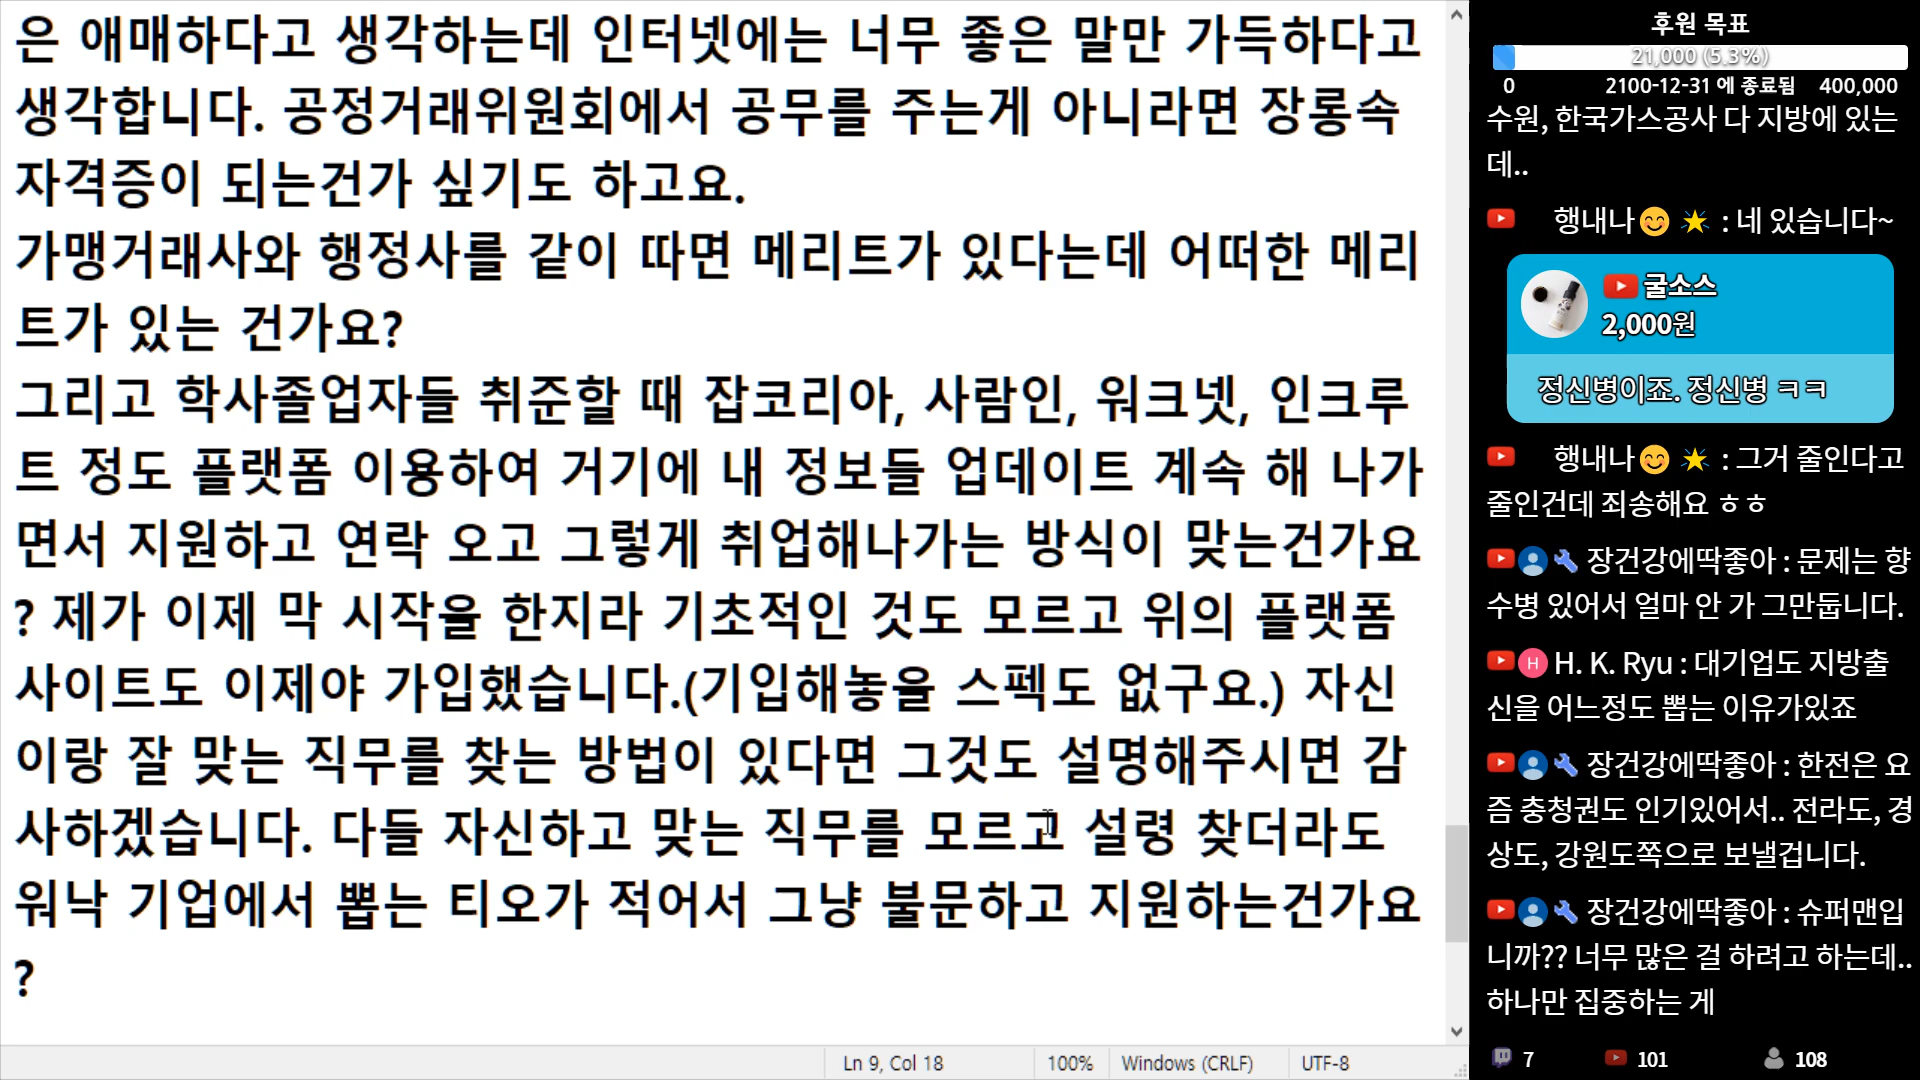 은 애매하다고 생각하는데 인터넷에는 너무 좋은 말만 가득하다고
생각합니다. 공정거래위원회에서 공무를 주는게 아니라면 장롱속
자격증이 되는건가 싶기도 하고요.
가맹거래사와 행정사를 같이 따면 메리트가 있다는데 어떠한 메리
트가 있는 건가요?
그리고 학사졸업자들 취준할 때 잡코리아, 사람인, 워크넷, 인크루
트 정도 플랫폼 이용하여 거기에 내 정보들 업데이트 계속 해 나가
면서 지원하고 연락 오고 그렇게 취업해나가는 방식이 맞는건가요
? 제가 이제 막 시작을 한지라 기초적인 것도 모르고 위의 플랫폼
사이트도 이제야 가입했습니다.(기입해놓을 스펙도 없구요.) 자신
이랑 잘 맞는 직무를 찾는 방법이 있다면 그것도 설명해주시면 감
사하겠습니다. 다들 자신하고 맞는 직무를 모르고 설령 찾더라도
워낙 기업에서 뽑는 티오가 적어서 그냥 불문하고 지원하는건가요
?
Ln 9, Col 18
100%
Windows (CRLF)
UTF-8
후원 목표
21,000 (5.3%)
0 2100-12-31 에 종료됨 400,000
수원, 한국가스공사 다 지방에 있는
데..
행내나😊 : 네 있습니다~
굴소스
2,000원
정신병이죠. 정신병 ㅋㅋ
행내나😊 : 그거 줄인다고
줄인건데 죄송해요 ㅎㅎ
장건강에딱좋아 : 문제는 향
수병 있어서 얼마 안 가 그만둡니다.
H H. K. Ryu : 대기업도 지방출
신을 어느정도 뽑는 이유가있죠
장건강에딱좋아 : 한전은 요
즘 충청권도 인기있어서.. 전라도, 경
상도, 강원도쪽으로 보낼겁니다.
장건강에딱좋아 : 슈퍼맨입
니까?? 너무 많은 걸 하려고 하는데..
하나만 집중하는 게
7 101 108